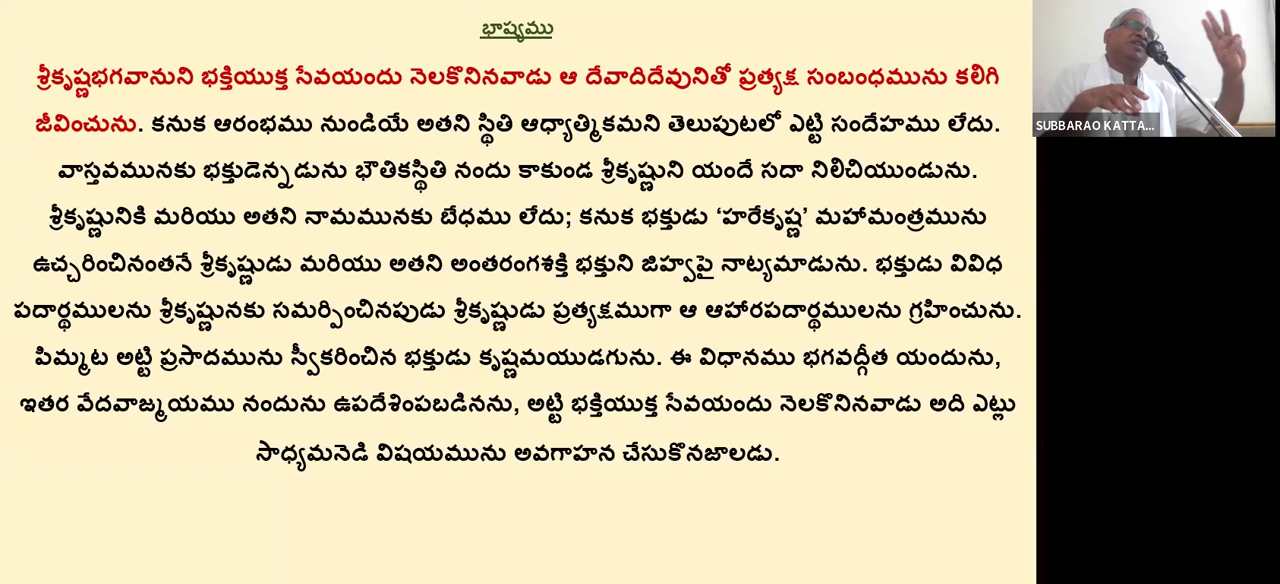 భాష్యము
శ్రీకృష్ణభగవానుని భక్తియుక్త సేవయందు నెలకొనినవాడు ఆ దేవాదిదేవునితో ప్రత్యక్ష సంబంధమును కలిగి
జీవించును. కనుక ఆరంభము నుండియే అతని స్థితి ఆధ్యాత్మికమని తెలుపుటలో ఎట్టి సందేహము లేదు.
వాస్తవమునకు భక్తుడెన్నడును భౌతికస్థితి నందు కాకుండ శ్రీకృష్ణుని యందే సదా నిలిచియుండును.
శ్రీకృష్ణునికి మరియు అతని నామమునకు బేధము లేదు; కనుక భక్తుడు ‘హరేకృష్ణ’ మహామంత్రమును
ఉచ్చరించినంతనే శ్రీకృష్ణుడు మరియు అతని అంతరంగశక్తి భక్తుని జిహ్వపై నాట్యమాడును. భక్తుడు వివిధ
పదార్థములను శ్రీకృష్ణునకు సమర్పించినపుడు శ్రీకృష్ణుడు ప్రత్యక్షముగా ఆ ఆహారపదార్థములను గ్రహించును.
పిమ్మట అట్టి ప్రసాదమును స్వీకరించిన భక్తుడు కృష్ణమయుడగును. ఈ విధానము భగవద్గీత యందును,
ఇతర వేదవాఙ్మయము నందును ఉపదేశింపబడినను, అట్టి భక్తియుక్త సేవయందు నెలకొనినవాడు అది ఎట్లు
సాధ్యమనెడి విషయమును అవగాహన చేసుకొనజాలడు.
SUBBARAO KATTA...